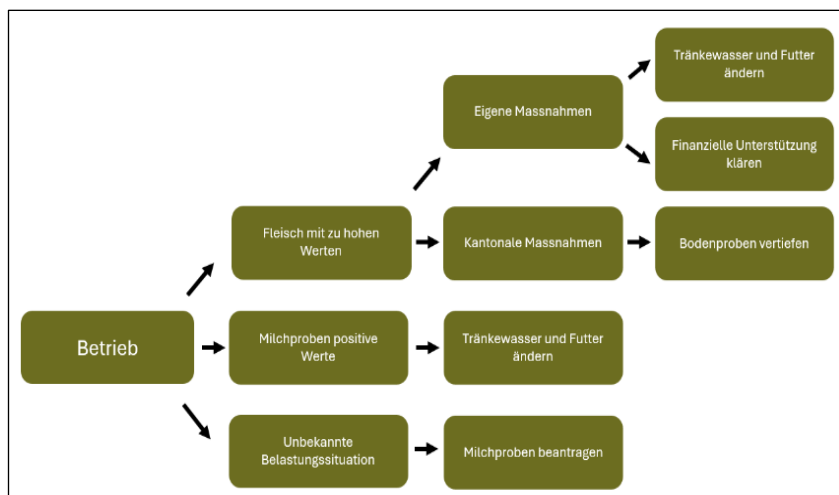 Tränkewasser und Futter
ändern
Eigene Massnahmen
Finanzielle Unterstützung
klären
Fleisch mit zu hohen
Werten
Kantonale Massnahmen
Bodenproben vertiefen
Betrieb
Milchproben positive
Werte
Tränkewasser und Futter
ändern
Unbekannte
Belastungssituation
Milchproben beantragen